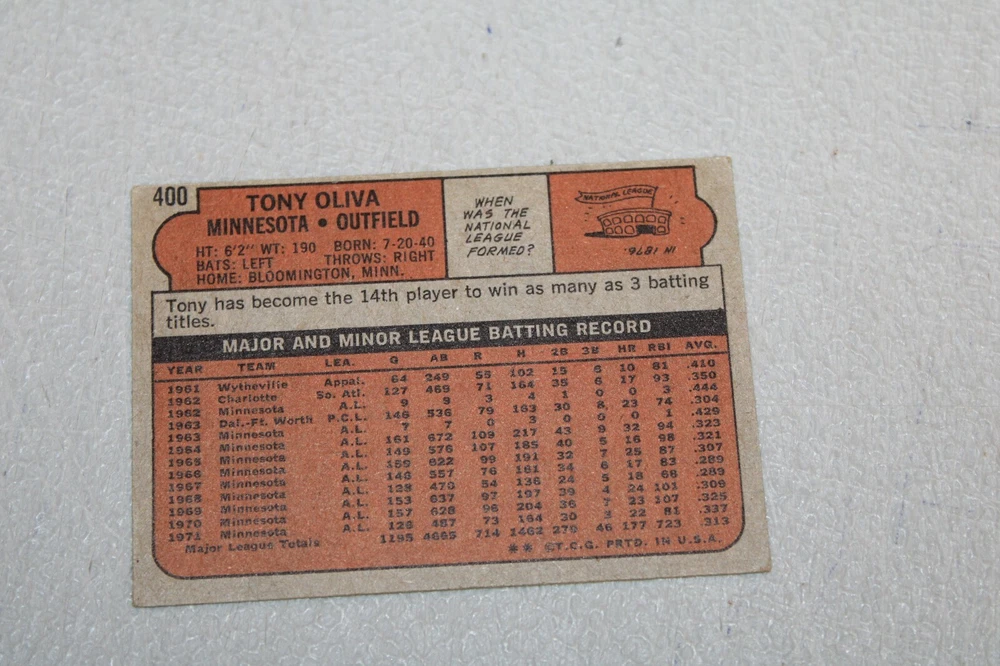 400
TONY OLIVA
MINNESOTA • OUTFIELD
HT: 6'2" WT: 190 BORN: 7-20-40
BATS: LEFT THROWS: RIGHT
HOME: BLOOMINGTON, MINN.
WHEN
WAS THE
NATIONAL
LEAGUE
FORMED?
NATIONAL LEAGUE
IN 1876.
Tony has become the 14th player to win as many as 3 batting
titles.
MAJOR AND MINOR LEAGUE BATTING RECORD
YEAR TEAM LEA. G AB R H 2B 3B HR RBI AVG.
1961 Wytheville Appal. 64 249 55 102 15 6 10 81 .410
1962 Charlotte So. Atl. 127 469 71 164 35 6 17 93 .350
1962 Minnesota A.L. 9 9 3 4 1 0 0 3 .444
1963 Dal.-Ft. Worth P.C.L. 146 536 79 163 30 8 23 74 .304
1963 Minnesota A.L. 7 7 0 3 0 0 0 1 .429
1964 Minnesota A.L. 161 672 109 217 43 9 32 94 .323
1965 Minnesota A.L. 149 576 107 185 40 5 16 98 .321
1966 Minnesota A.L. 159 622 99 191 32 7 25 87 .307
1967 Minnesota A.L. 146 557 76 161 34 6 17 83 .289
1968 Minnesota A.L. 128 470 54 136 24 5 18 68 .289
1969 Minnesota A.L. 153 637 97 197 39 4 24 101 .309
1970 Minnesota A.L. 157 628 96 204 36 7 23 107 .325
1971 Minnesota A.L. 126 487 73 164 30 3 22 81 .337
Major League Totals 1195 4665 714 1462 279 46 177 723 .313
** ©T.C.G. PRTD. IN U.S.A.